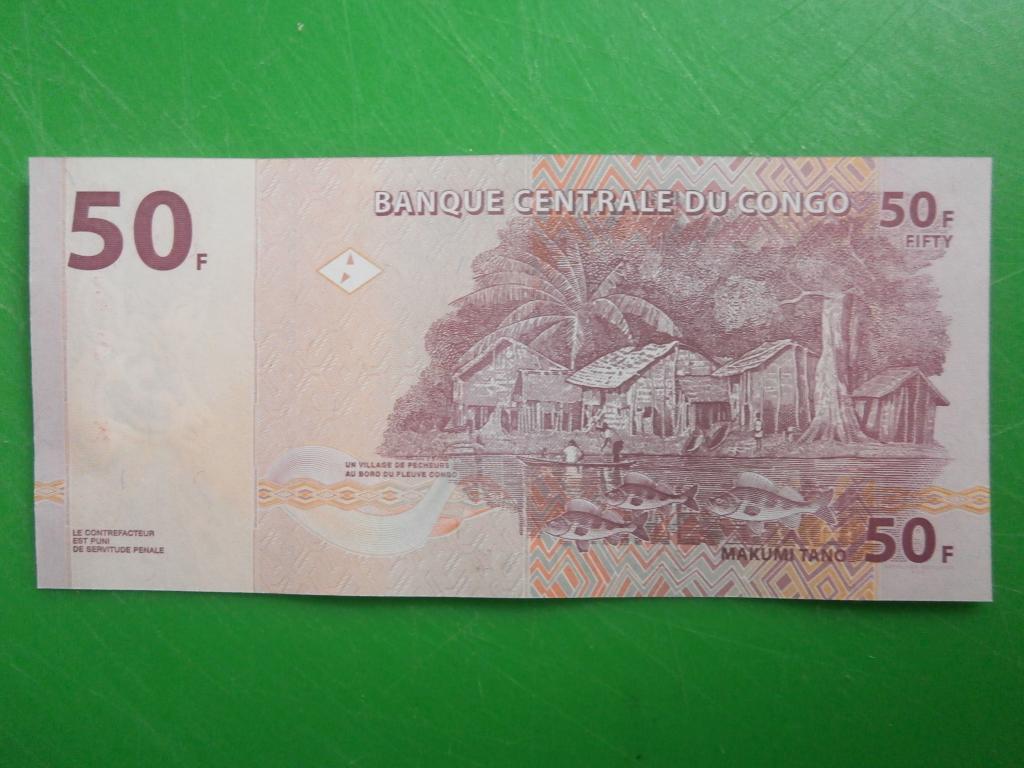 BANQUE CENTRALE DU CONGO
50 F
50 F
FIFTY
UN VILLAGE DE PECHEURS
AU BORD DU FLEUVE CONGO
LE CONTREFACTEUR
EST PUNI
DE SERVITUDE PENALE
MAKUMI TANO
50 F